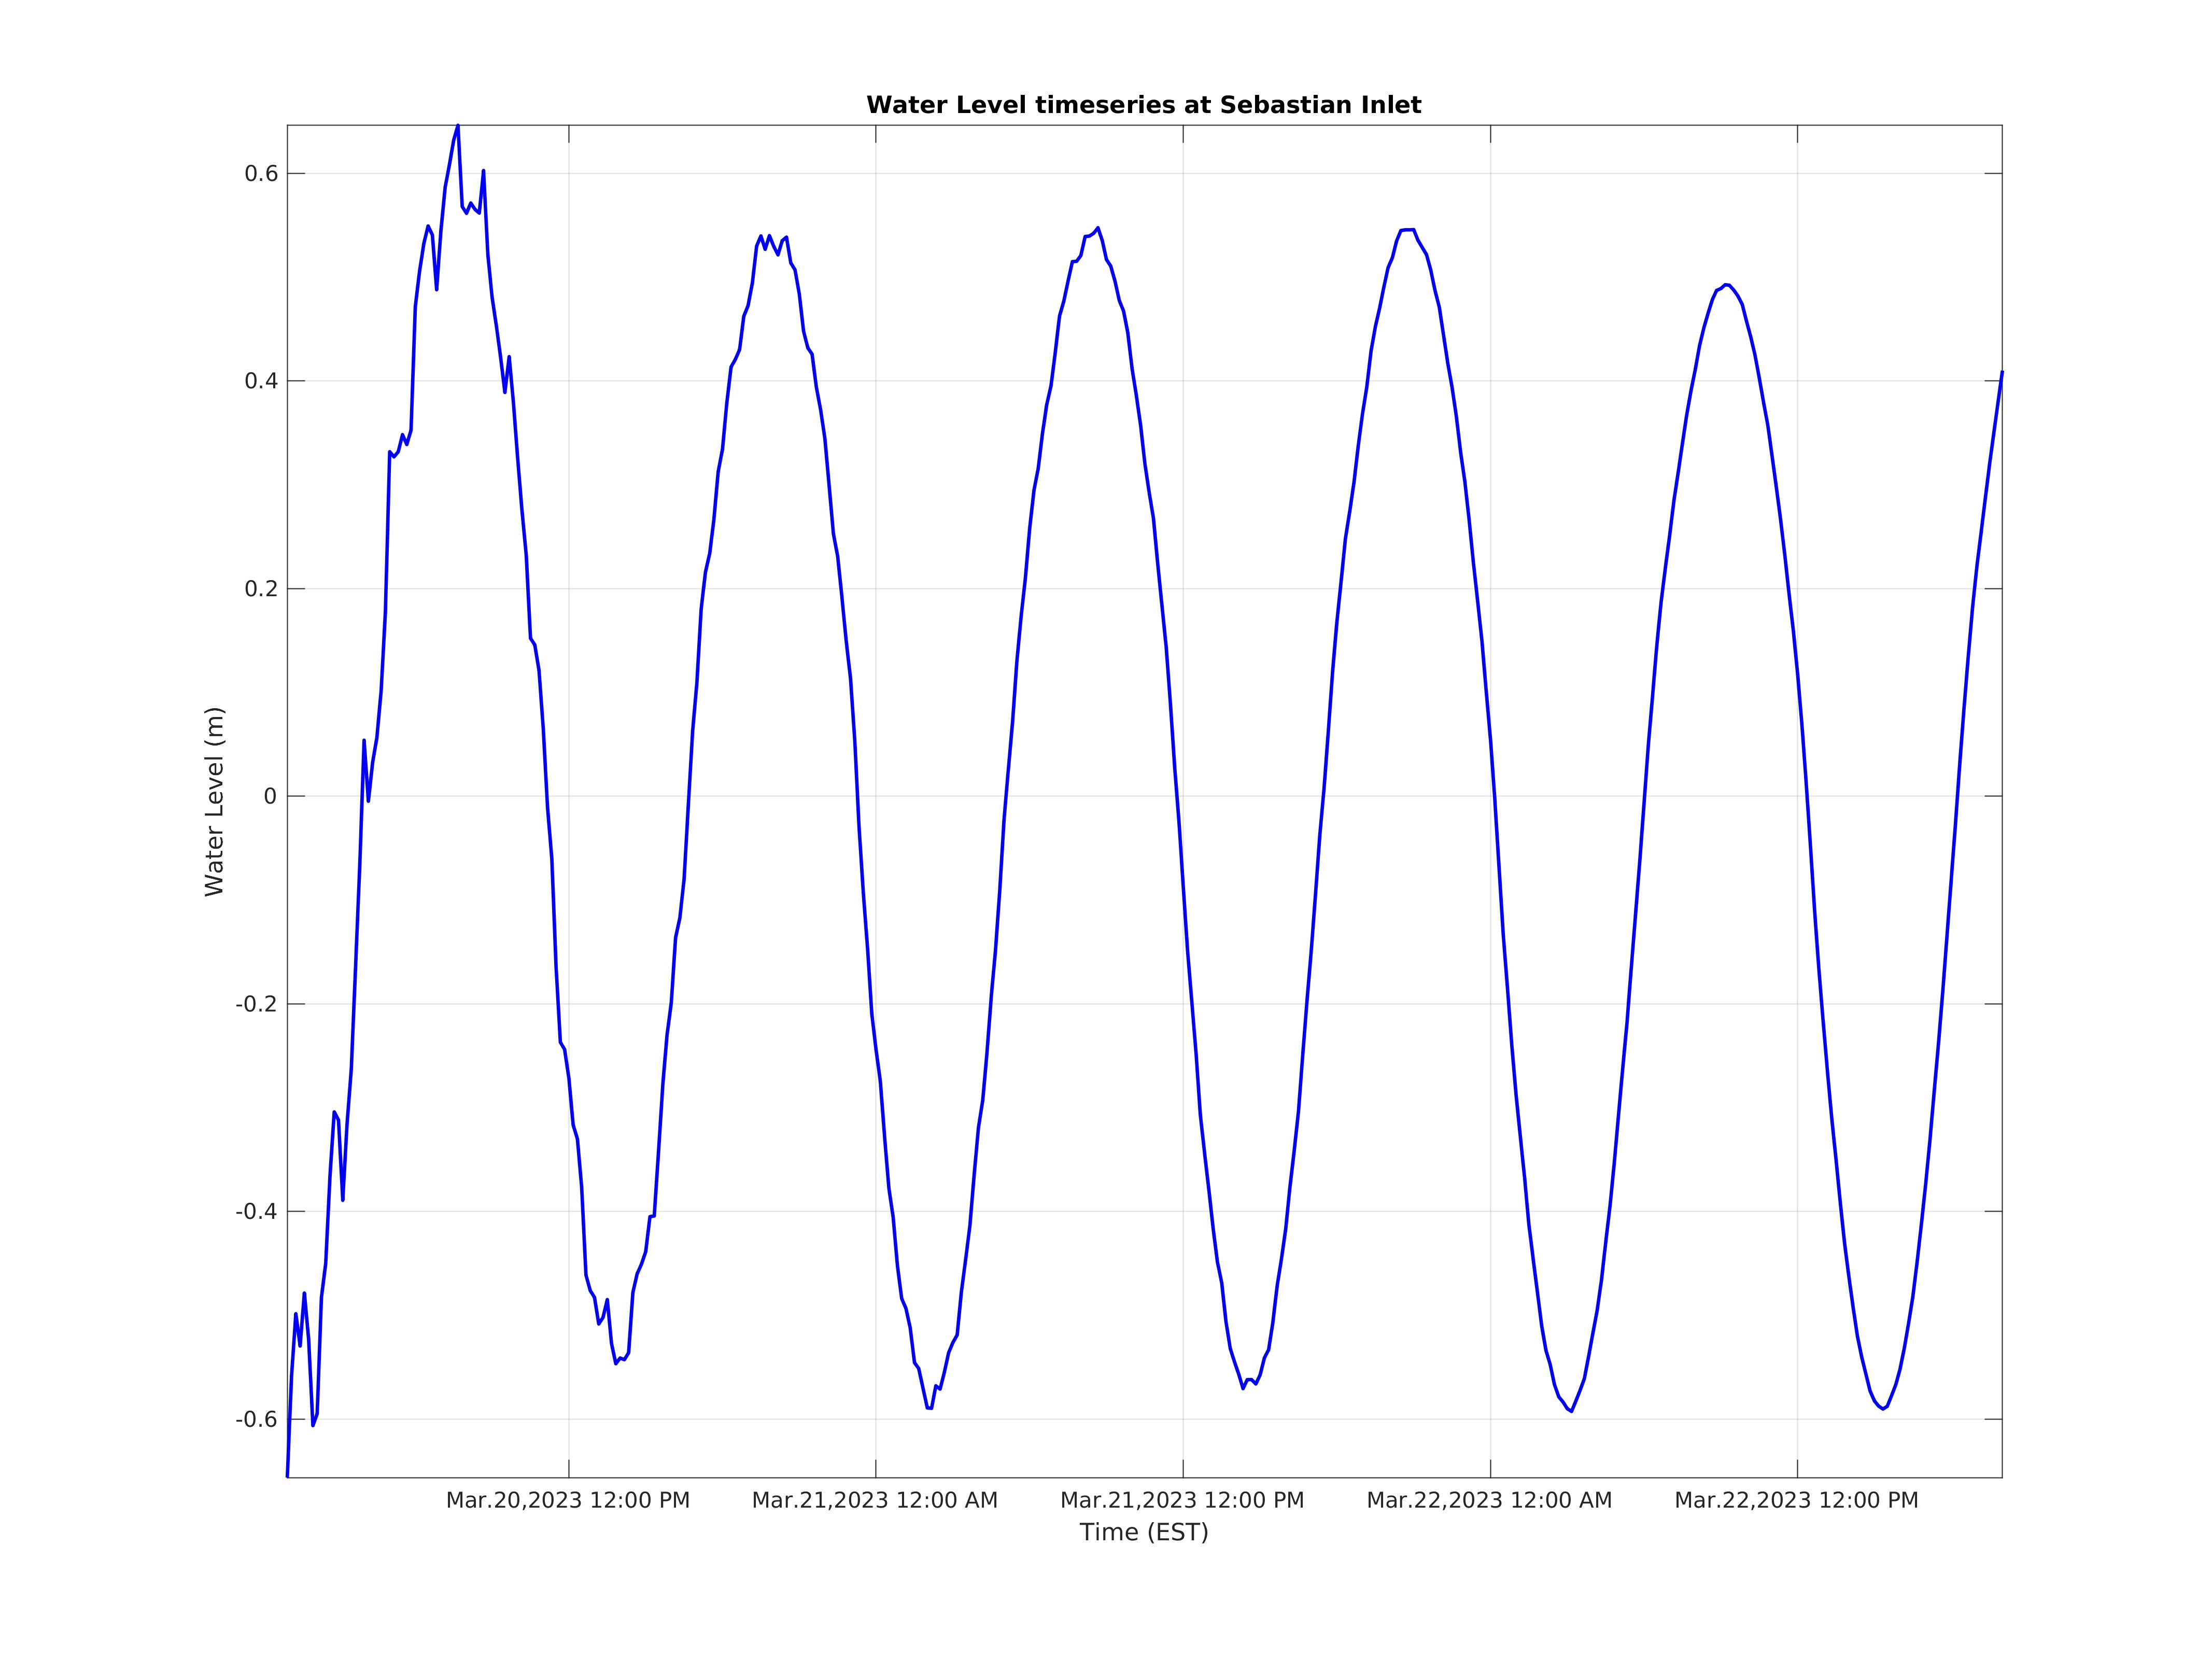 Water Level timeseries at Sebastian Inlet
0.6
0.4
0.2
0
-0.2
-0.4
-0.6
Water Level (m)
Mar.20,2023 12:00 PM
Mar.21,2023 12:00 AM
Mar.21,2023 12:00 PM
Mar.22,2023 12:00 AM
Mar.22,2023 12:00 PM
Time (EST)